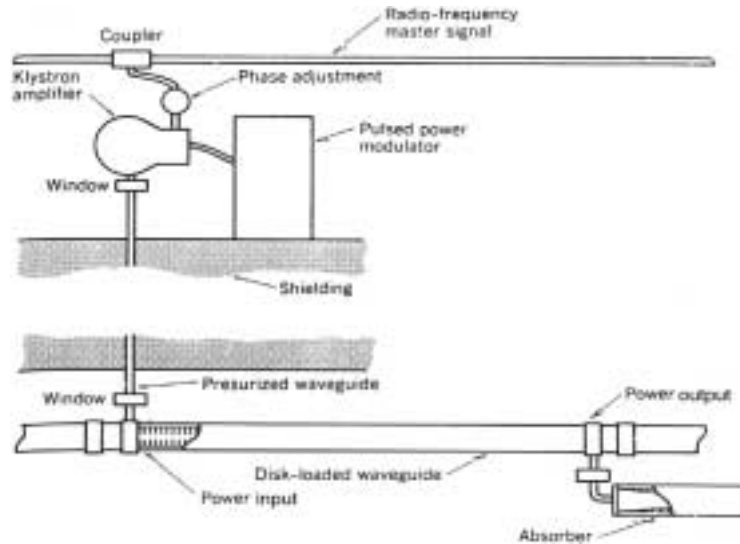 Radio-frequency
master signal
Coupler
Klystron
amplifier
Phase adjustment
Pulsed power
modulator
Window
Shielding
Presurized waveguide
Window
Power output
Disk-loaded waveguide
Power input
Absorber